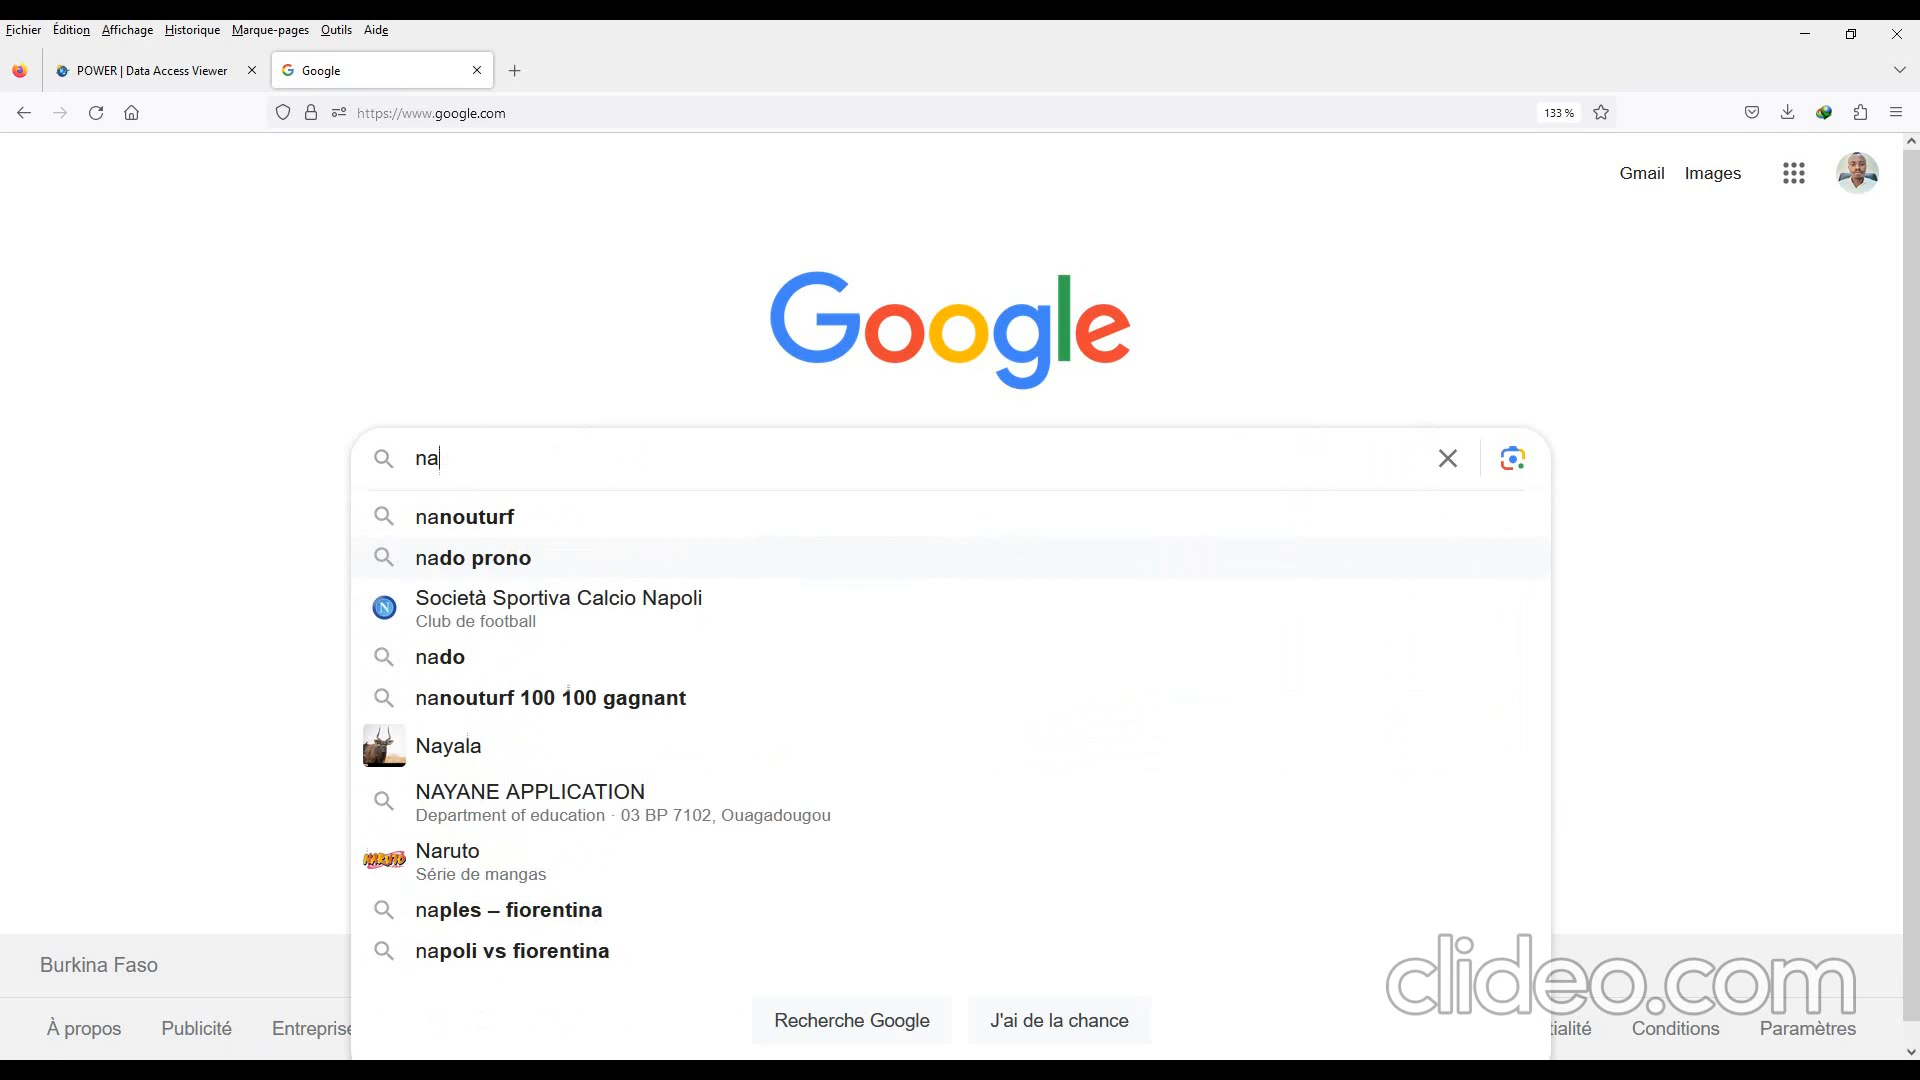 Fichier Édition Affichage Historique Marque-pages Outils Aide
POWER | Data Access Viewer
Google
https://www.google.com
133 %
Gmail Images
Google
na
nanouturf
nado prono
Società Sportiva Calcio Napoli
Club de football
nado
nanouturf 100 100 gagnant
Nayala
NAYANE APPLICATION
Department of education · 03 BP 7102, Ouagadougou
NARUTO
Naruto
Série de mangas
naples – fiorentina
napoli vs fiorentina
Burkina Faso
clideo.com
Recherche Google J'ai de la chance
À propos Publicité Entreprise tialité Conditions Paramètres